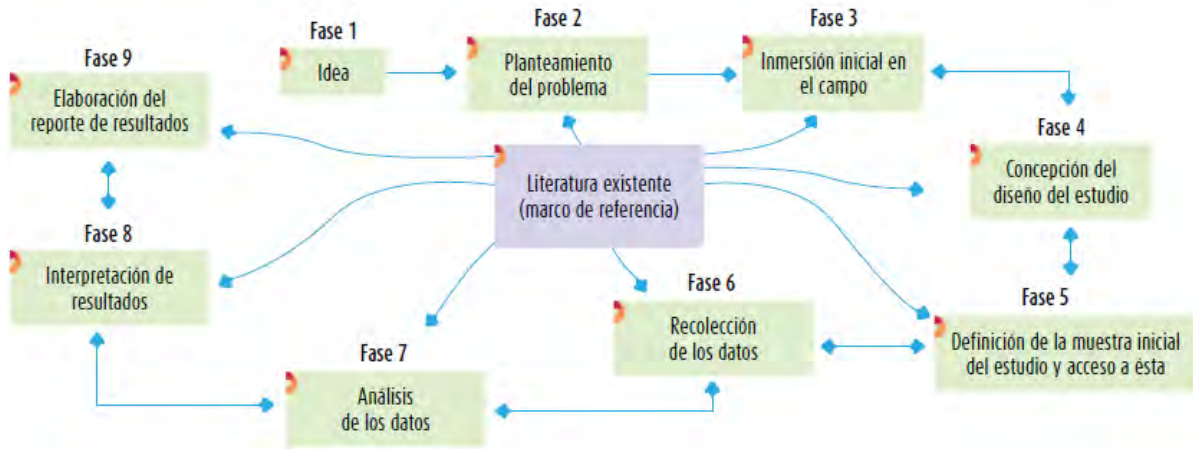 Fase 1
Idea
Fase 2
Planteamiento
del problema
Fase 3
Inmersión inicial en
el campo
Fase 4
Concepción del
diseño del estudio
Fase 5
Definición de la muestra inicial
del estudio y acceso a ésta
Fase 6
Recolección
de los datos
Fase 7
Análisis
de los datos
Fase 8
Interpretación de
resultados
Fase 9
Elaboración del
reporte de resultados
Literatura existente
(marco de referencia)